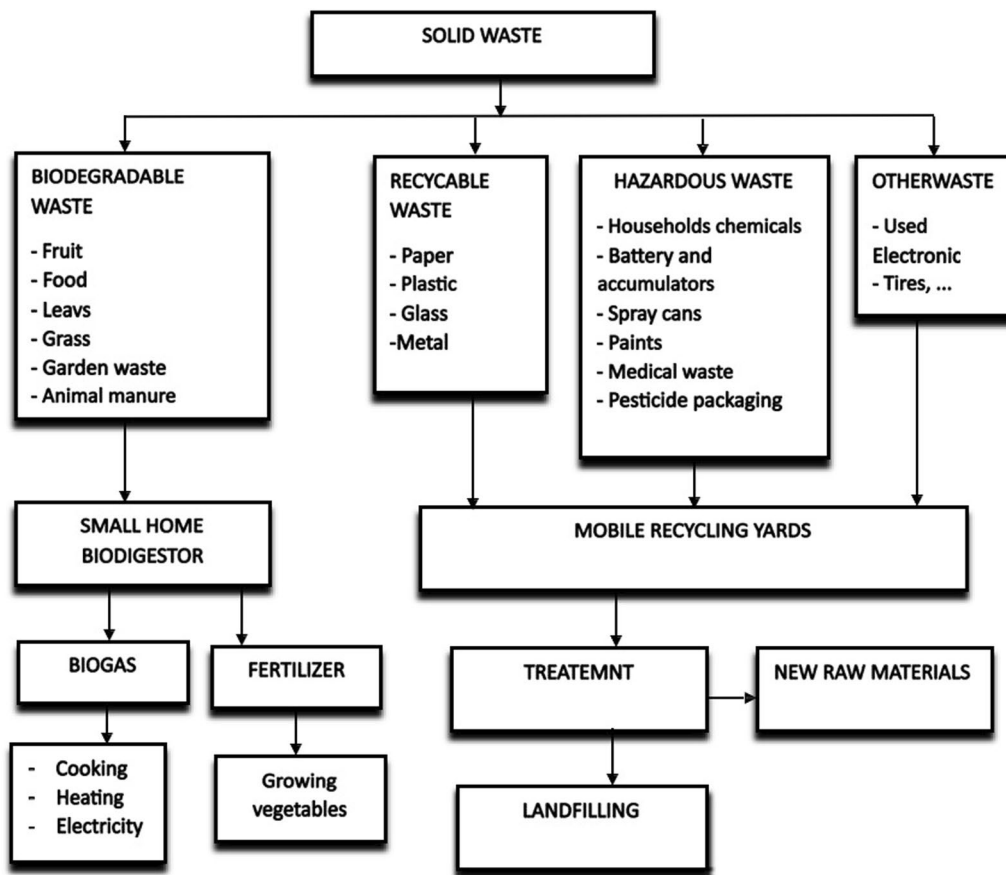 SOLID WASTE
BIODEGRADABLE
WASTE
- Fruit
- Food
- Leavs
- Grass
- Garden waste
- Animal manure
RECYCABLE
WASTE
- Paper
- Plastic
- Glass
-Metal
HAZARDOUS WASTE
- Households chemicals
- Battery and
accumulators
- Spray cans
- Paints
- Medical waste
- Pesticide packaging
OTHERWASTE
- Used
Electronic
- Tires, ...
SMALL HOME
BIODIGESTOR
MOBILE RECYCLING YARDS
BIOGAS
FERTILIZER
TREATEMNT
NEW RAW MATERIALS
- Cooking
- Heating
- Electricity
Growing
vegetables
LANDFILLING